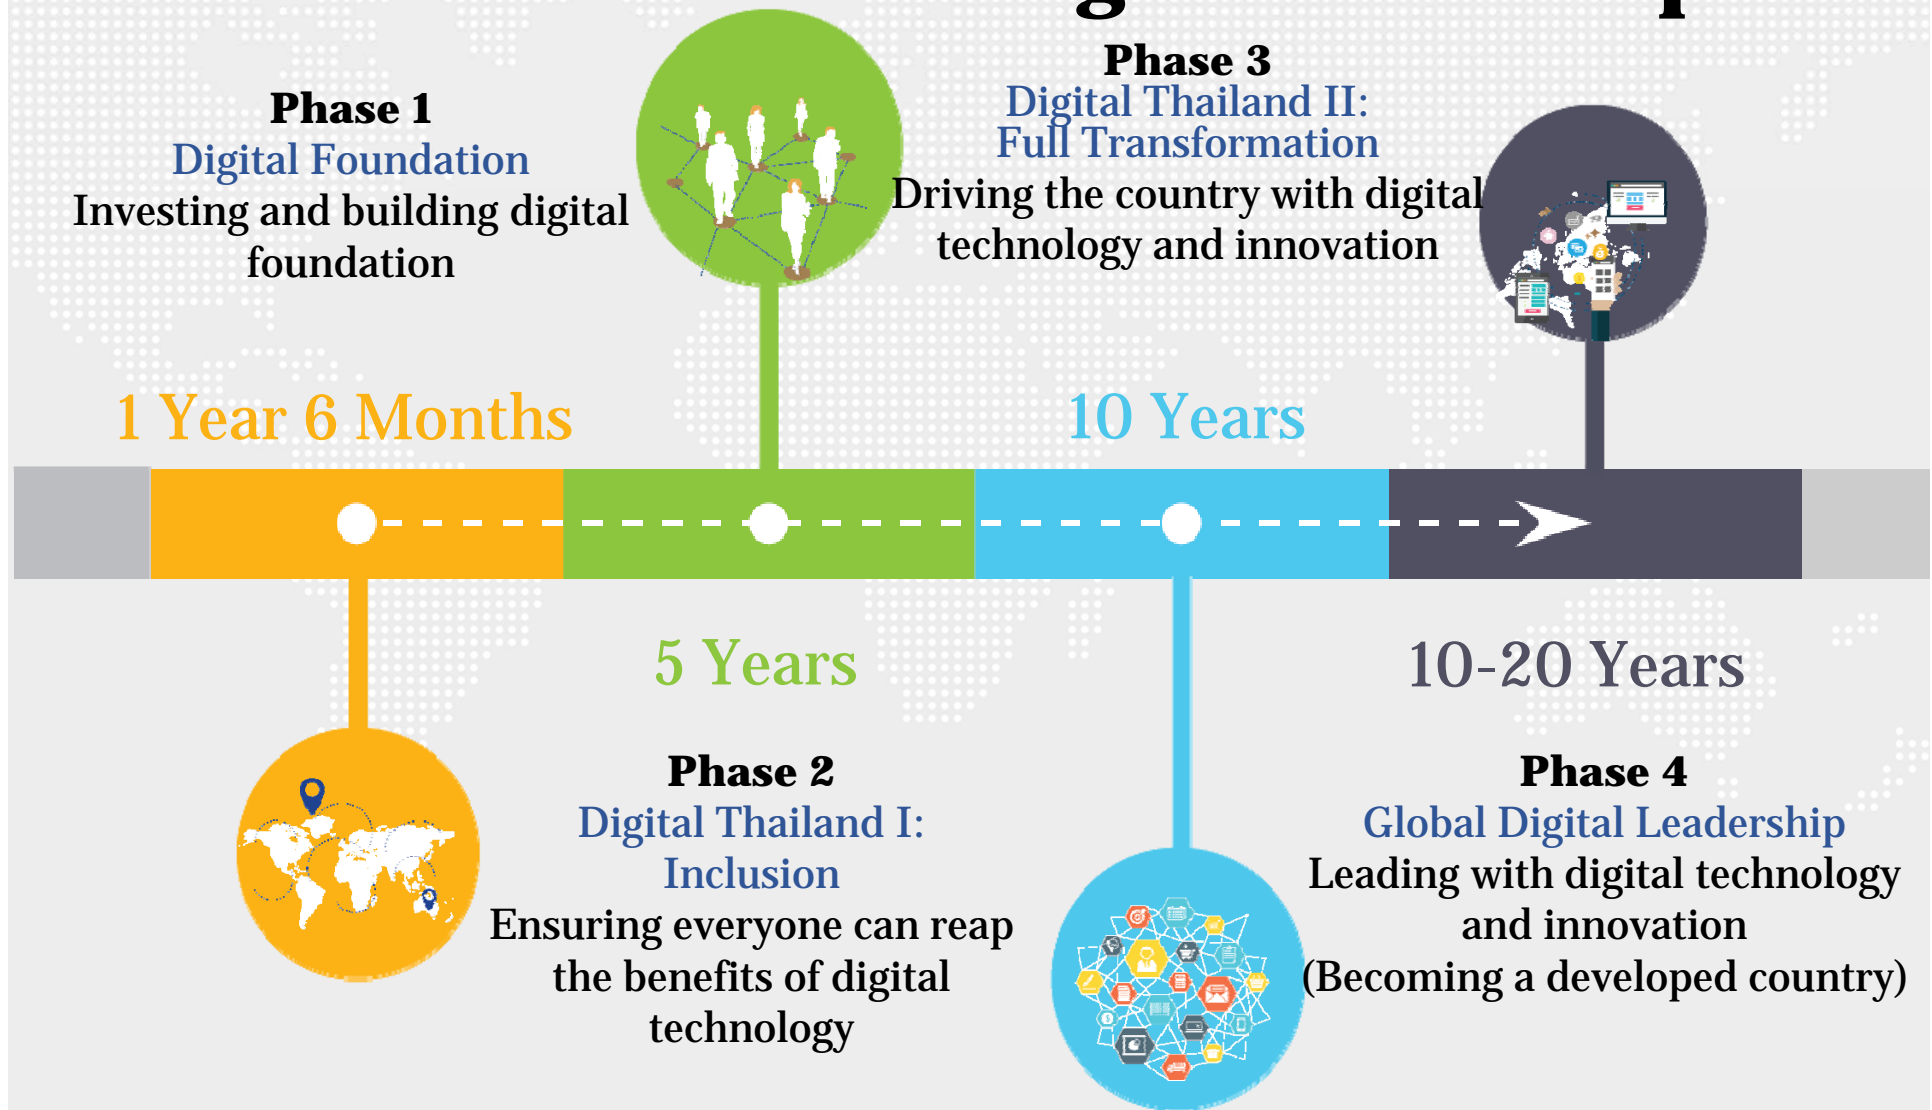 Phase 1
Digital Foundation
Investing and building digital
foundation
1 Year 6 Months
Phase 2
Digital Thailand I:
Inclusion
Ensuring everyone can reap
the benefits of digital
technology
5 Years
Phase 3
Digital Thailand II:
Full Transformation
Driving the country with digital
technology and innovation
10 Years
Phase 4
Global Digital Leadership
Leading with digital technology
and innovation
(Becoming a developed country)
10-20 Years